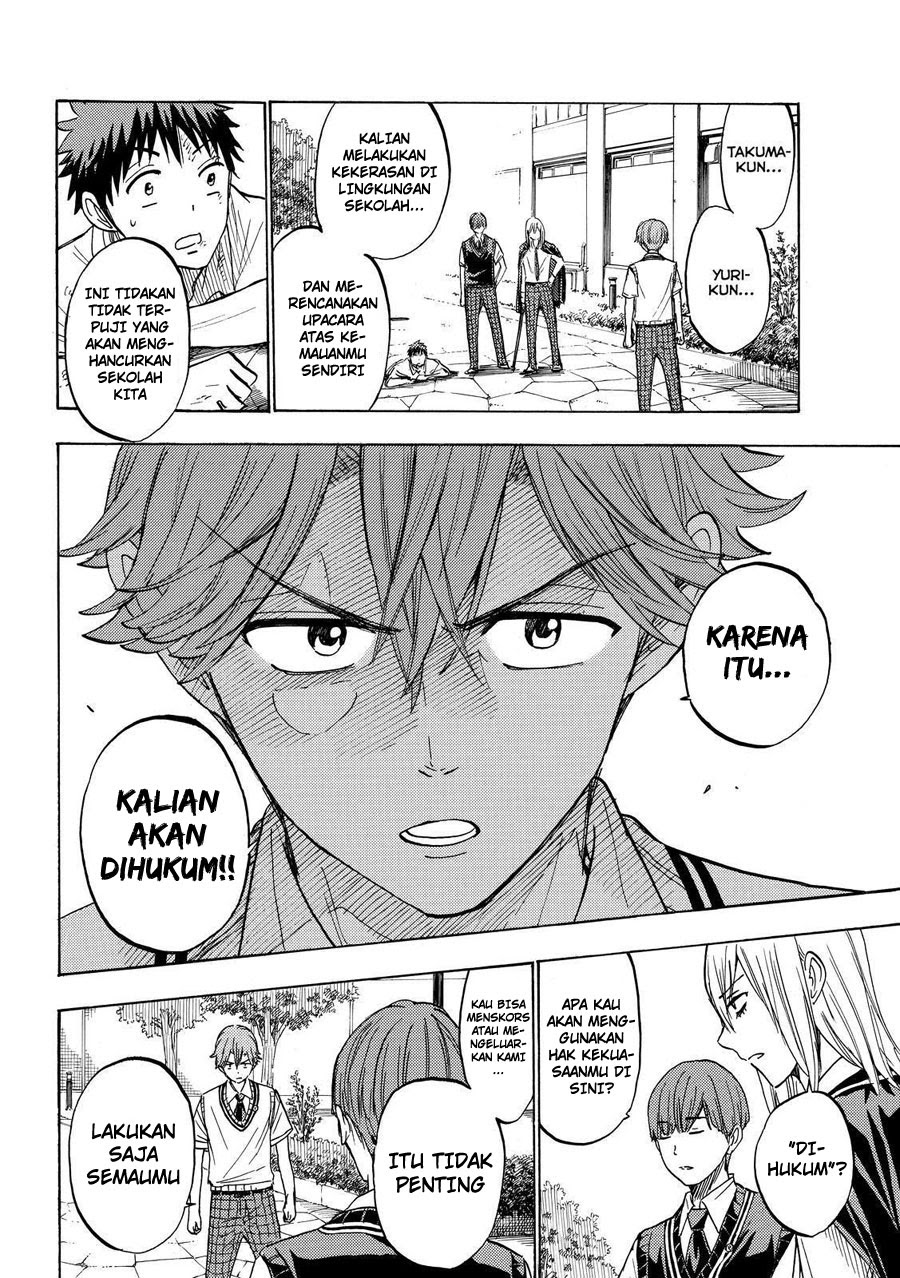 TAKUMA-
KUN...
YURI-
KUN...
KALIAN
MELAKUKAN
KEKERASAN DI
LINGKUNGAN
SEKOLAH...
DAN ME-
RENCANAKAN
UPACARA
ATAS KE-
MAUANMU
SENDIRI
INI TIDAKAN
TIDAK TER-
PUJI YANG
AKAN MENG-
HANCURKAN
SEKOLAH
KITA
KARENA
ITU...
KALIAN
AKAN
DIHUKUM!!
"DI-
HUKUM"?
APA KAU
AKAN MENG-
GUNAKAN
HAK KEKUA-
SAANMU DI
SINI?
KAU BISA
MENSKORS
ATAU ME-
NGELUAR-
KAN KAMI
...
ITU TIDAK
PENTING
LAKUKAN
SAJA
SEMAUMU